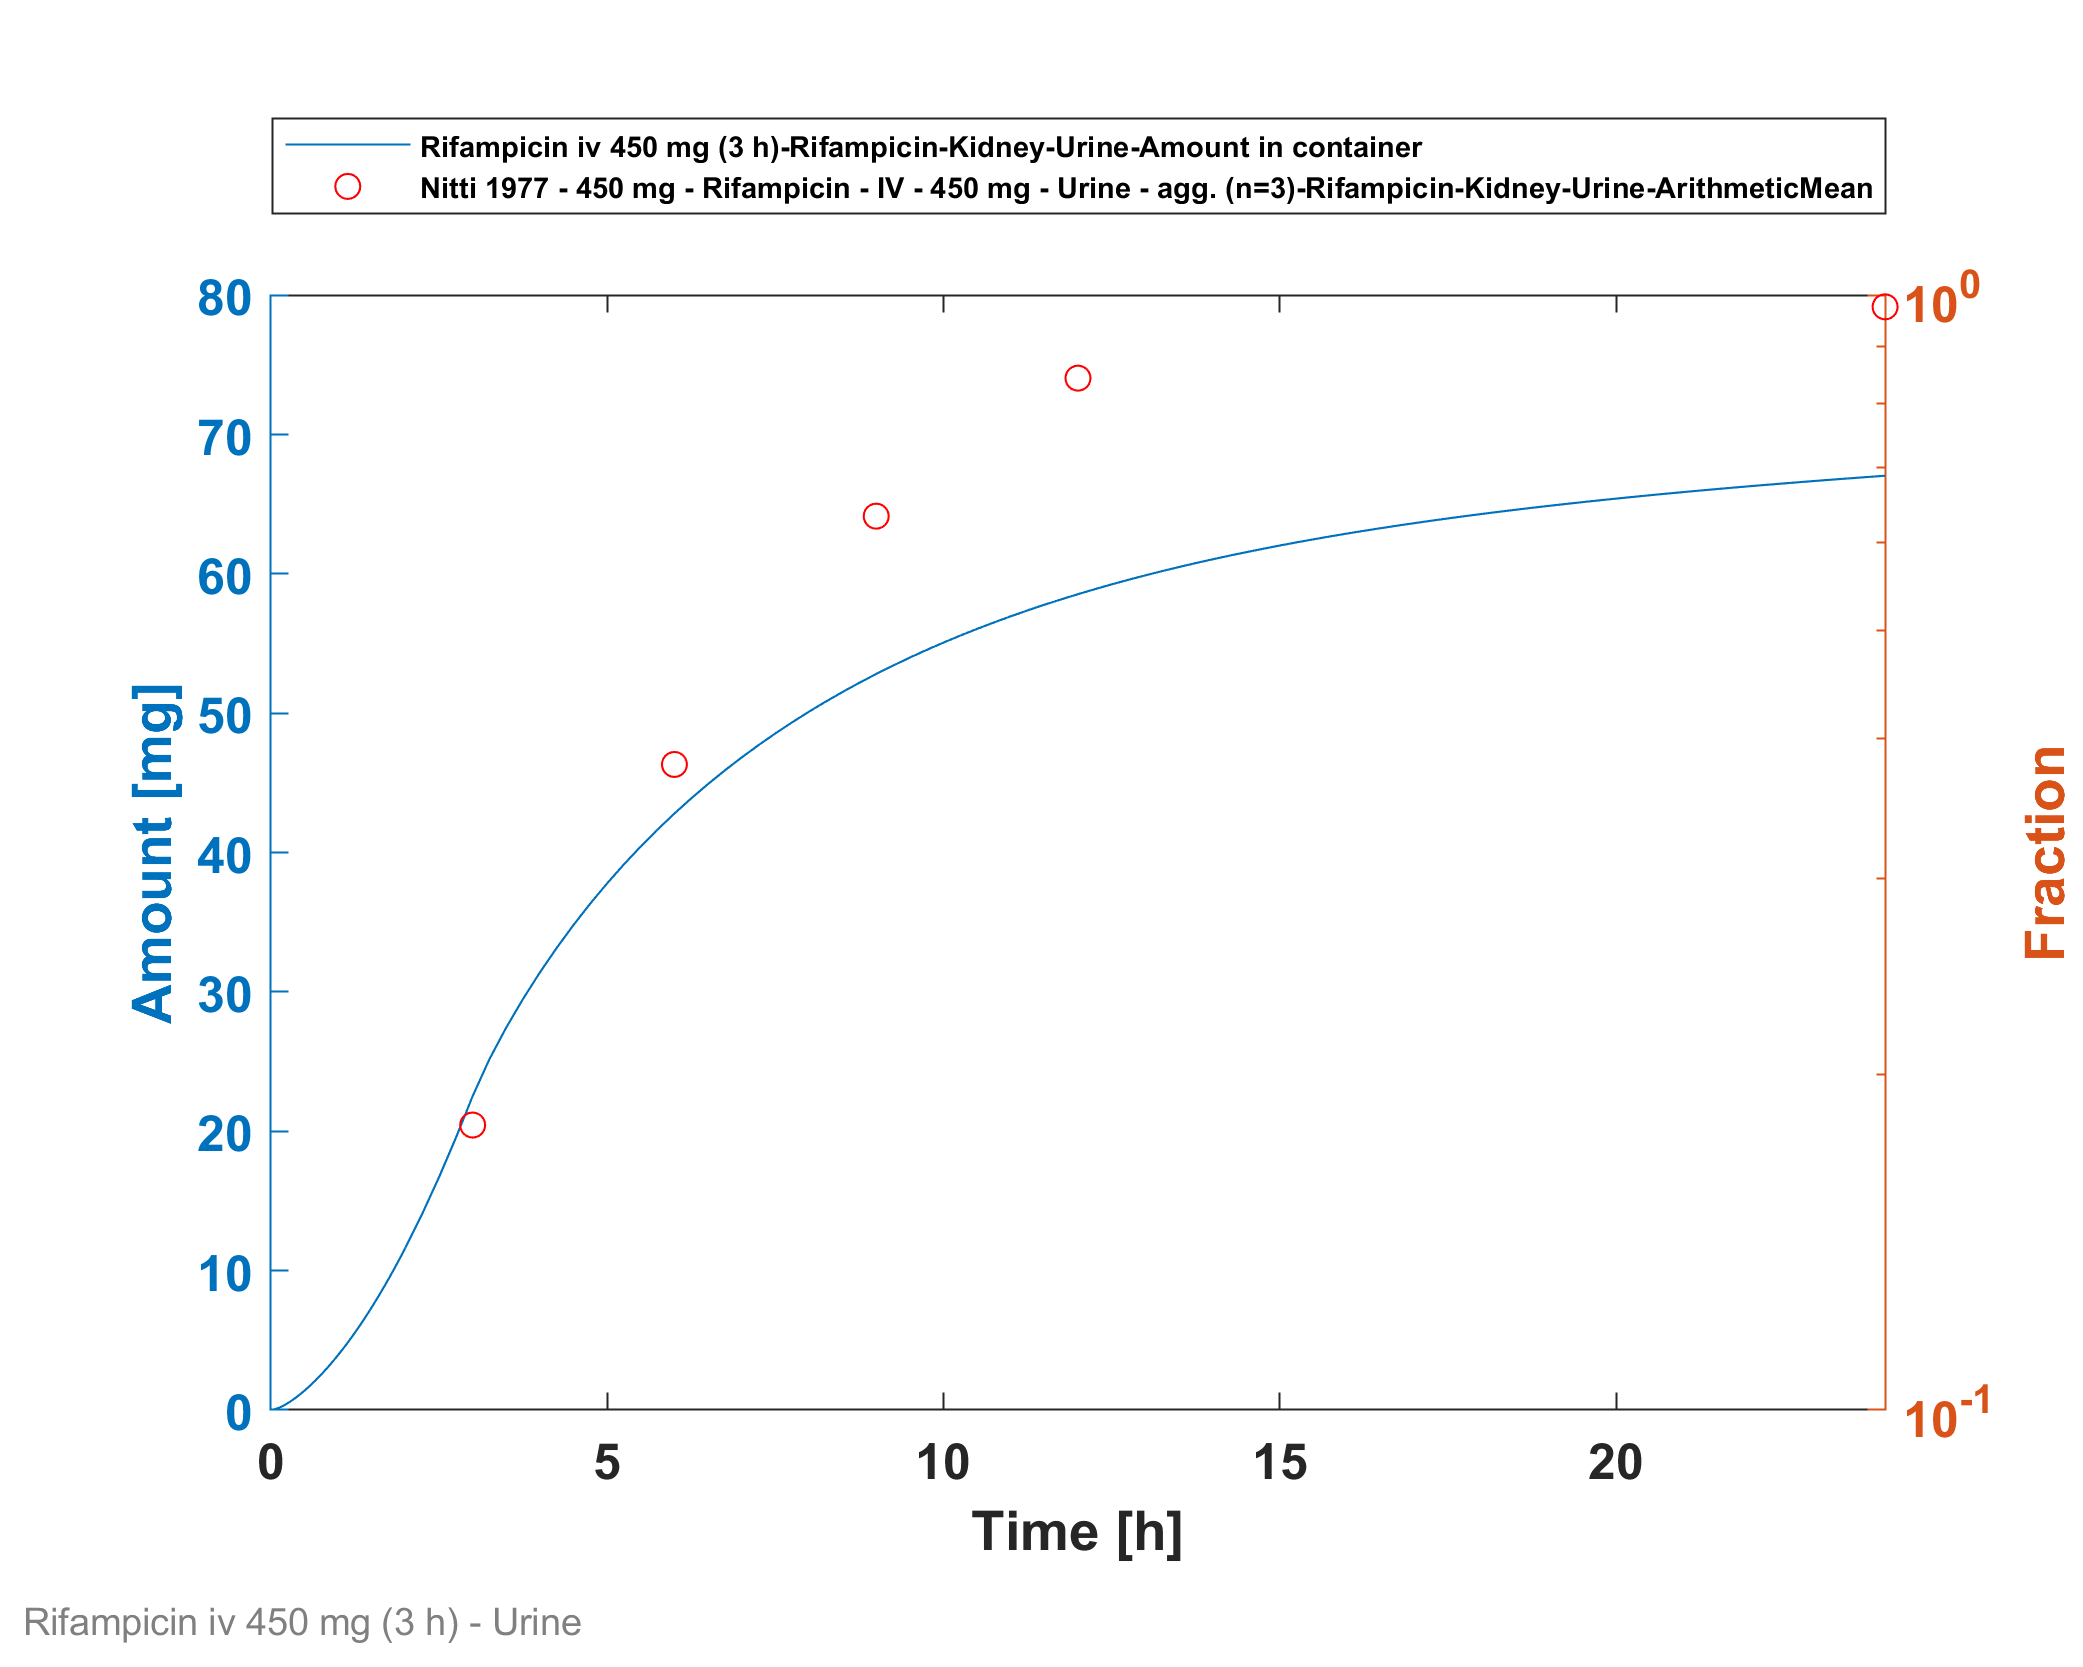 Rifampicin iv 450 mg (3 h)-Rifampicin-Kidney-Urine-Amount in container
Nitti 1977 - 450 mg - Rifampicin - IV - 450 mg - Urine - agg. (n=3)-Rifampicin-Kidney-Urine-ArithmeticMean
80
70
60
50
40
30
20
10
0
Amount [mg]
10^0
10^-1
Fraction
0 5 10 15 20
Time [h]
Rifampicin iv 450 mg (3 h) - Urine